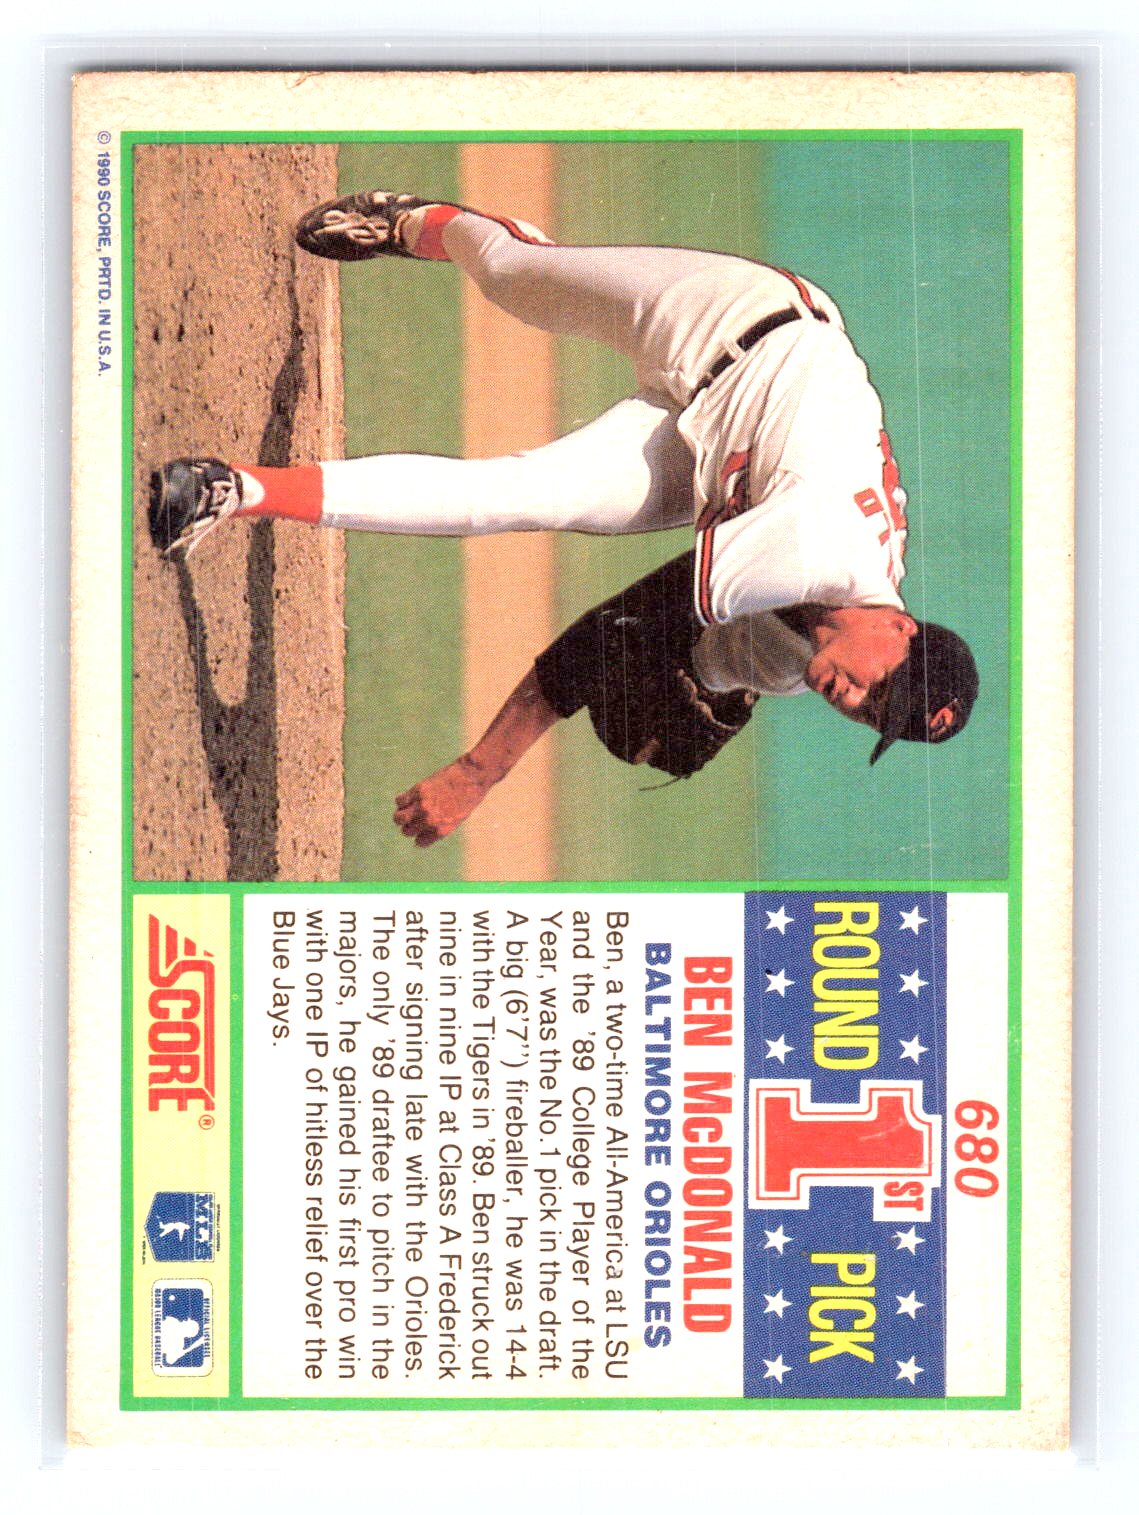 680
ROUND 1ST PICK
BEN McDONALD
BALTIMORE ORIOLES
Ben, a two-time All-America at LSU
and the '89 College Player of the
Year, was the No. 1 pick in the draft.
A big (6'7") fireballer, he was 14-4
with the Tigers in '89. Ben struck out
nine in nine IP at Class A Frederick
after signing late with the Orioles.
The only '89 draftee to pitch in the
majors, he gained his first pro win
with one IP of hitless relief over the
Blue Jays.
SCORE®
© 1990 SCORE, PRTD. IN U.S.A.